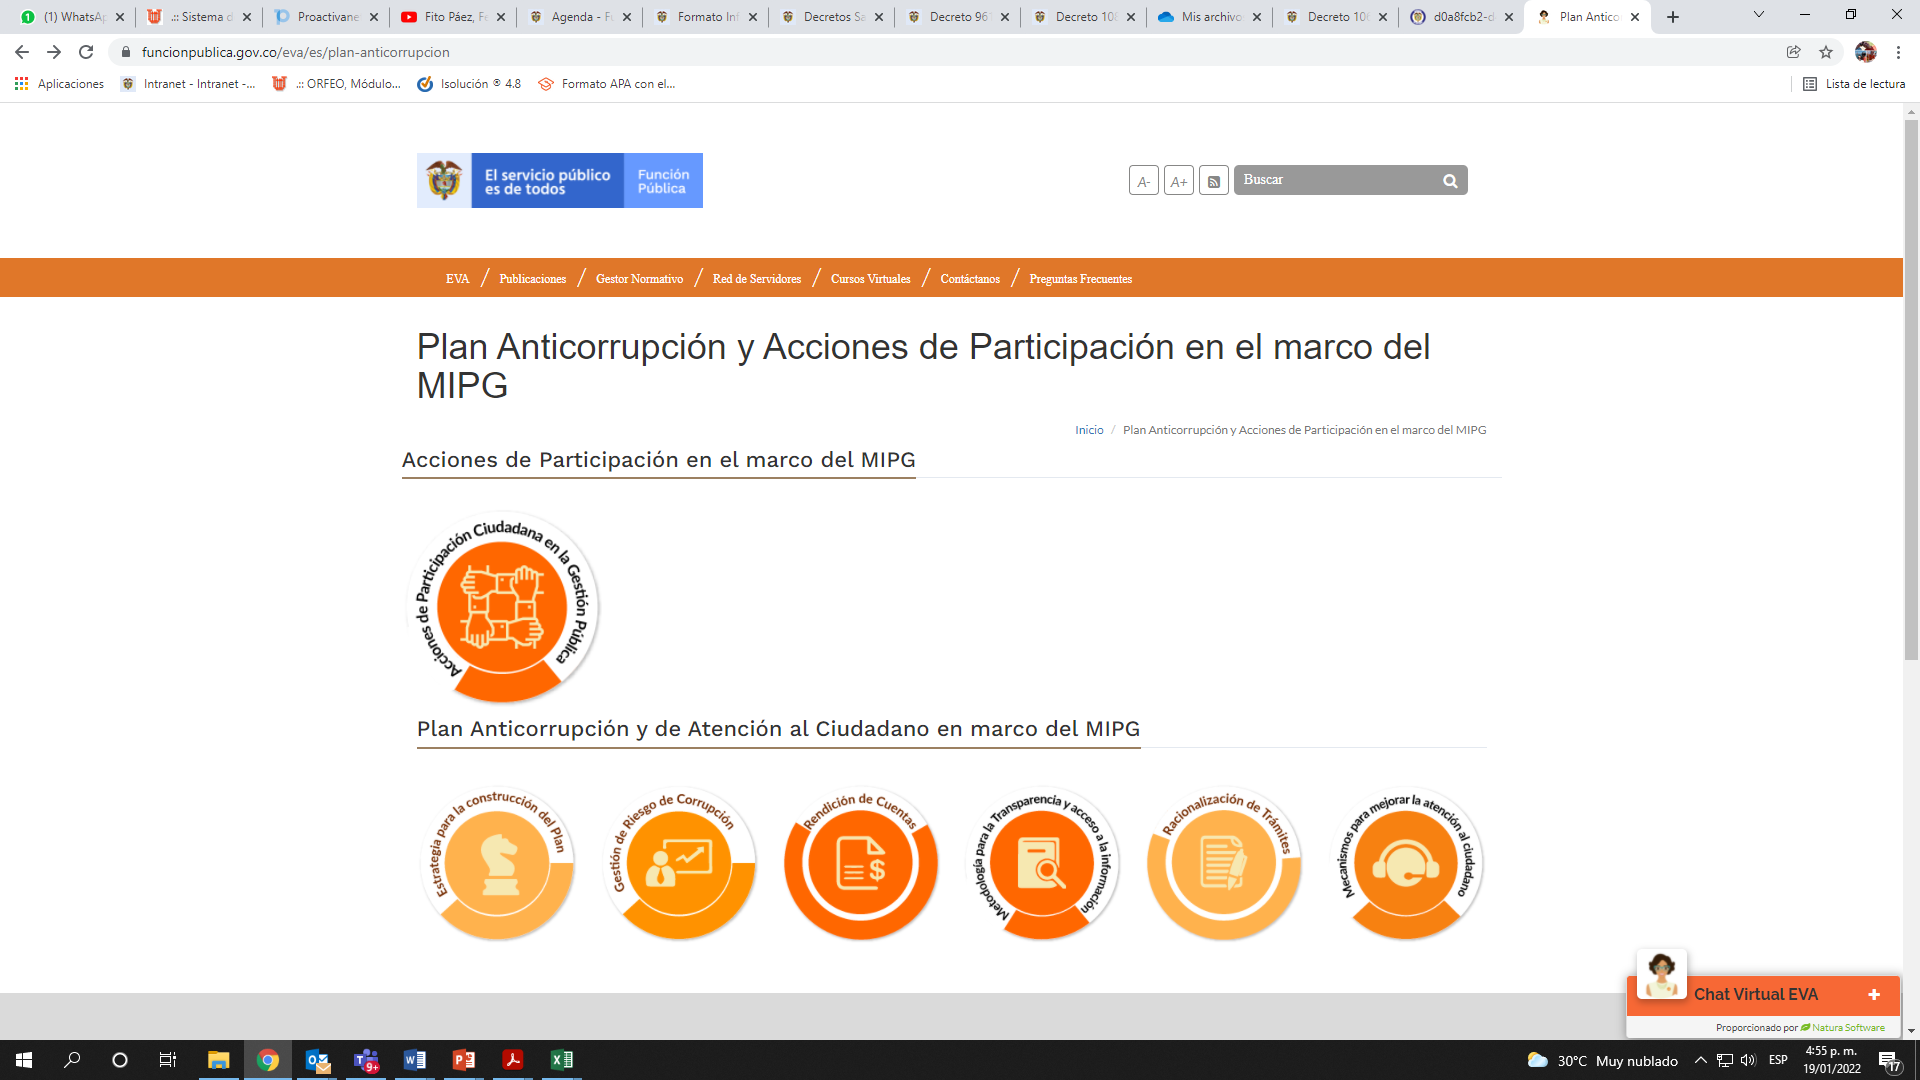 (1) WhatsAp
.:: Sistema d
Proactivane
Fito Páez, Fe
Agenda - Fu
Formato Inf
Decretos Sa
Decreto 961
Decreto 108
Mis archivo
Decreto 106
d0a8fcb2-d
Plan Antico
funcionpublica.gov.co/eva/es/plan-anticorrupcion
Aplicaciones
Intranet - Intranet -...
.:: ORFEO, Módulo...
Isolución ® 4.8
Formato APA con el...
Lista de lectura
El servicio público
es de todos
Función
Pública
A-
A+
Buscar
EVA / Publicaciones / Gestor Normativo / Red de Servidores / Cursos Virtuales / Contáctanos / Preguntas Frecuentes
Plan Anticorrupción y Acciones de Participación en el marco del
MIPG
Inicio / Plan Anticorrupción y Acciones de Participación en el marco del MIPG
Acciones de Participación en el marco del MIPG
Acciones de Participación Ciudadana en la Gestión Pública
Plan Anticorrupción y de Atención al Ciudadano en marco del MIPG
Estrategia para la construcción del Plan
Gestión de Riesgo de Corrupción
Rendición de Cuentas
Metodología para la Transparencia y acceso a la información
Racionalización de Trámites
Mecanismos para mejorar la atención al ciudadano
Chat Virtual EVA
Proporcionado por Natura Software
9+
30°C Muy nublado
ESP
4:55 p. m.
19/01/2022
17